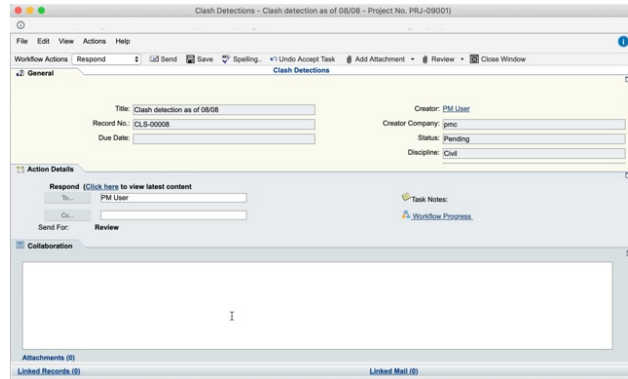 Clash Detections - Clash detection as of 08/08 - Project No. PRJ-09001)
File Edit View Actions Help
Workflow Actions Respond Send Save Spelling.. Undo Accept Task Add Attachment Review Close Window
General Clash Detections
Title: Clash detection as of 08/08 Creator: PM User
Record No.: CLS-00008 Creator Company: pmc
Due Date: Status: Pending
Discipline: Civil
Action Details
Respond (Click here to view latest content
To... PM User Task Notes:
Cc... Workflow Progress
Send For: Review
Collaboration
Attachments (0)
Linked Records (0) Linked Mail (0)